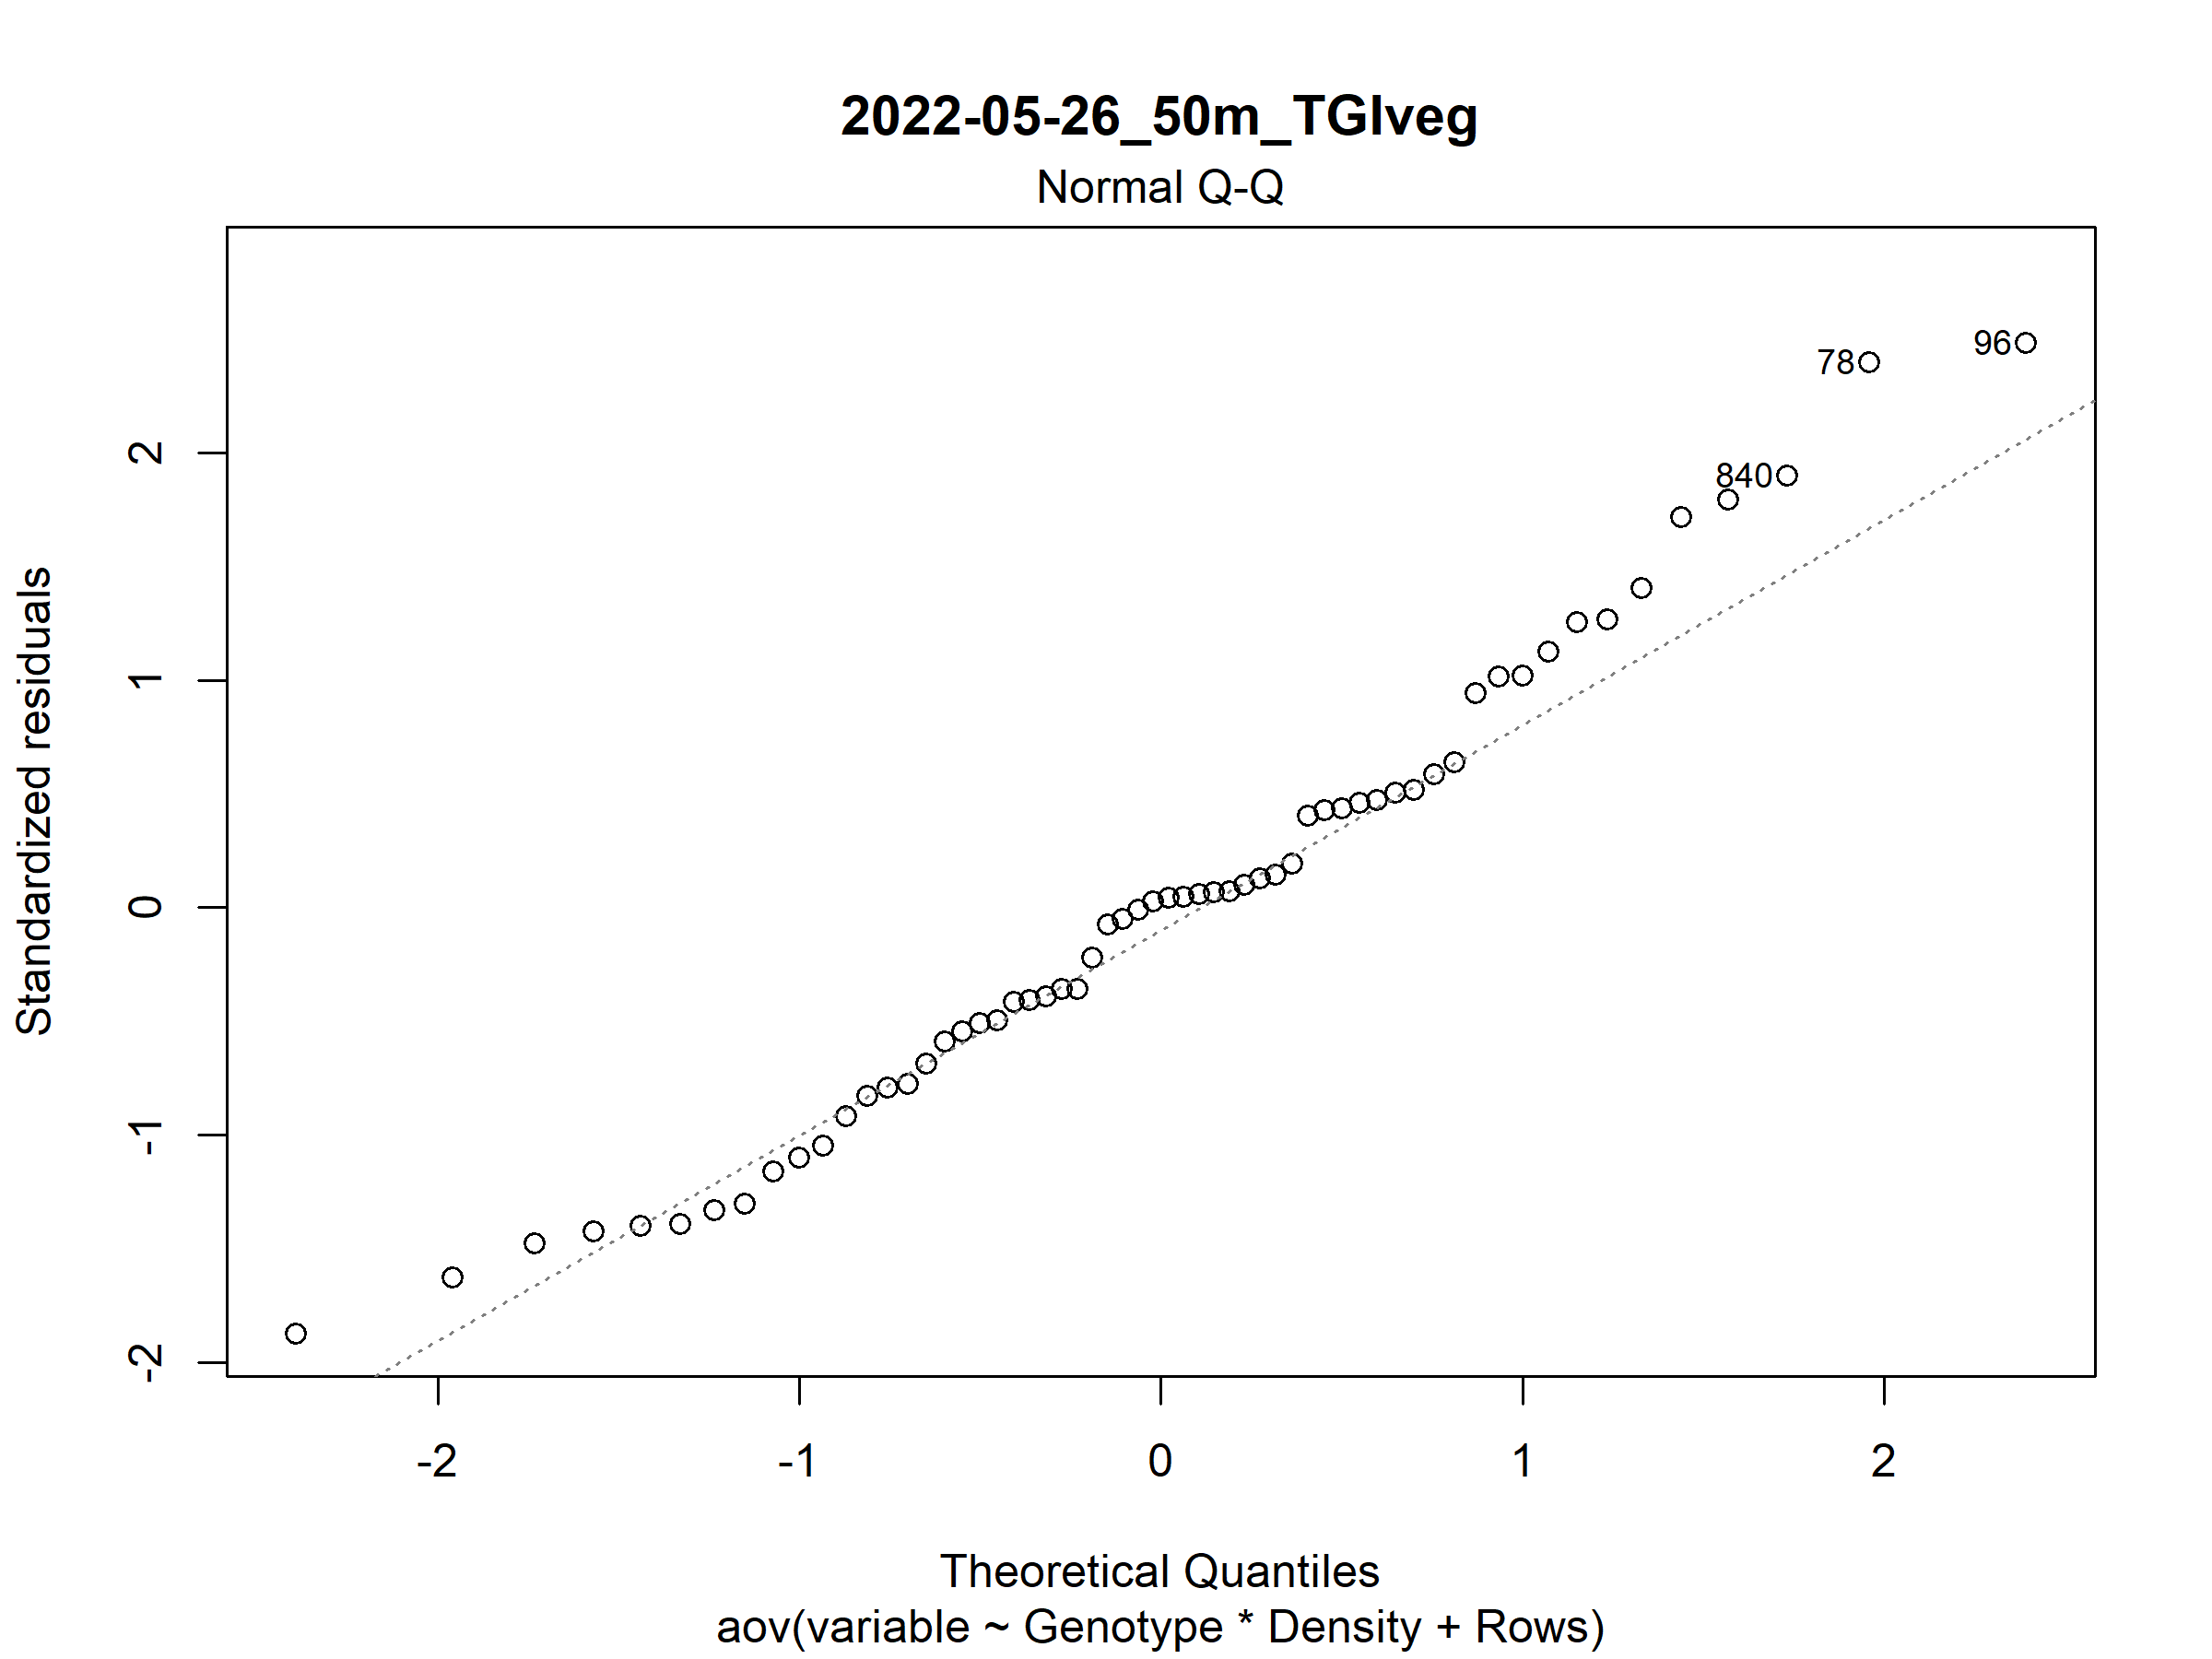 2022-05-26_50m_TGIveg
Normal Q-Q
Standardized residuals
2
1
0
-1
-2
96
78
840
-2
-1
0
1
2
Theoretical Quantiles
aov(variable ~ Genotype * Density + Rows)